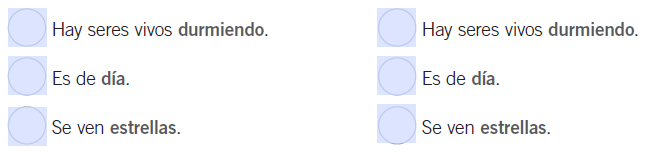 Hay seres vivos durmiendo.
Es de día.
Se ven estrellas.
Hay seres vivos durmiendo.
Es de día.
Se ven estrellas.